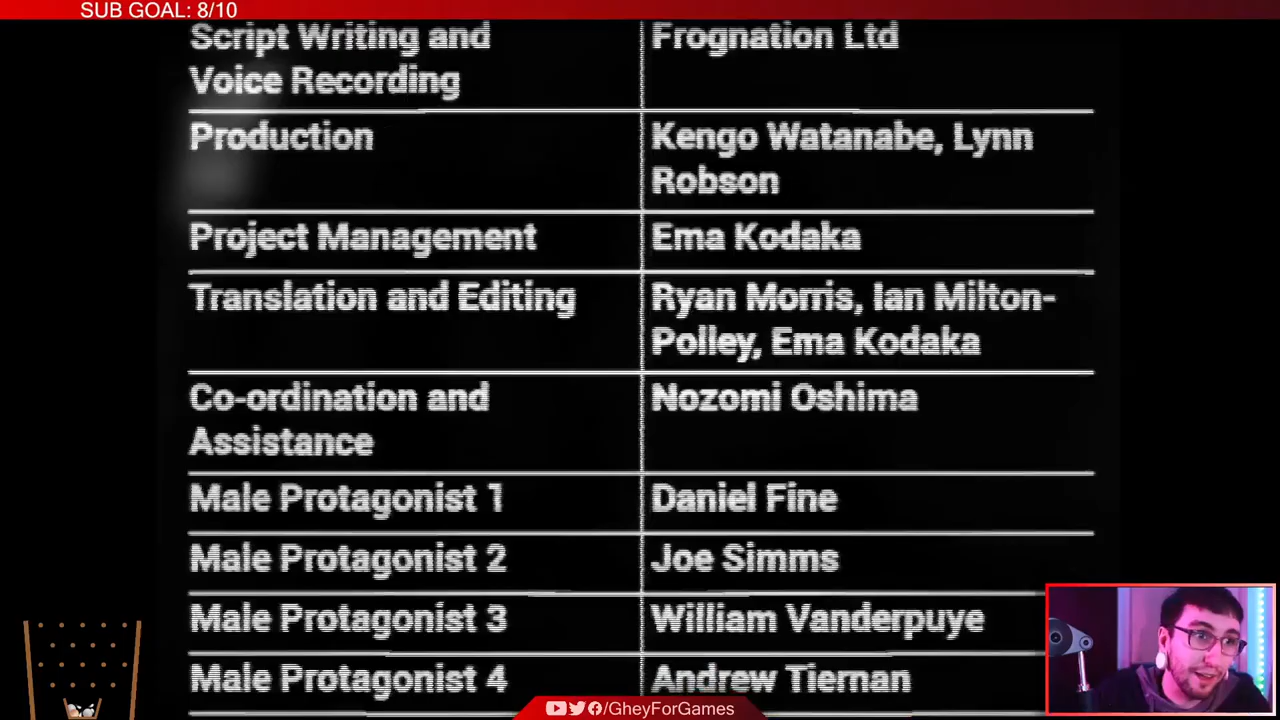 SUB GOAL: 8/10
Script Writing and Frognation Ltd
Voice Recording
Production Kengo Watanabe, Lynn
Robson
Project Management Ema Kodaka
Translation and Editing Ryan Morris, Ian Milton-
Polley, Ema Kodaka
Co-ordination and Nozomi Oshima
Assistance
Male Protagonist 1 Daniel Fine
Male Protagonist 2 Joe Simms
Male Protagonist 3 William Vanderpuye
Male Protagonist 4 Andrew Tiernan
/GheyForGames